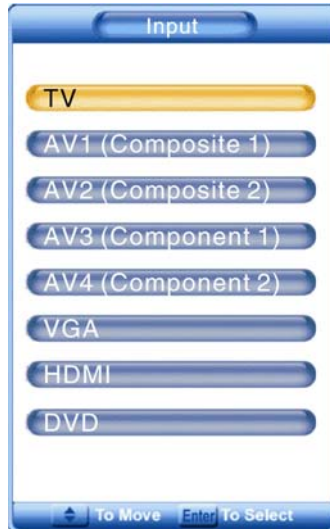 Input
TV
AV1 (Composite 1)
AV2 (Composite 2)
AV3 (Component 1)
AV4 (Component 2)
VGA
HDMI
DVD
To Move Enter To Select